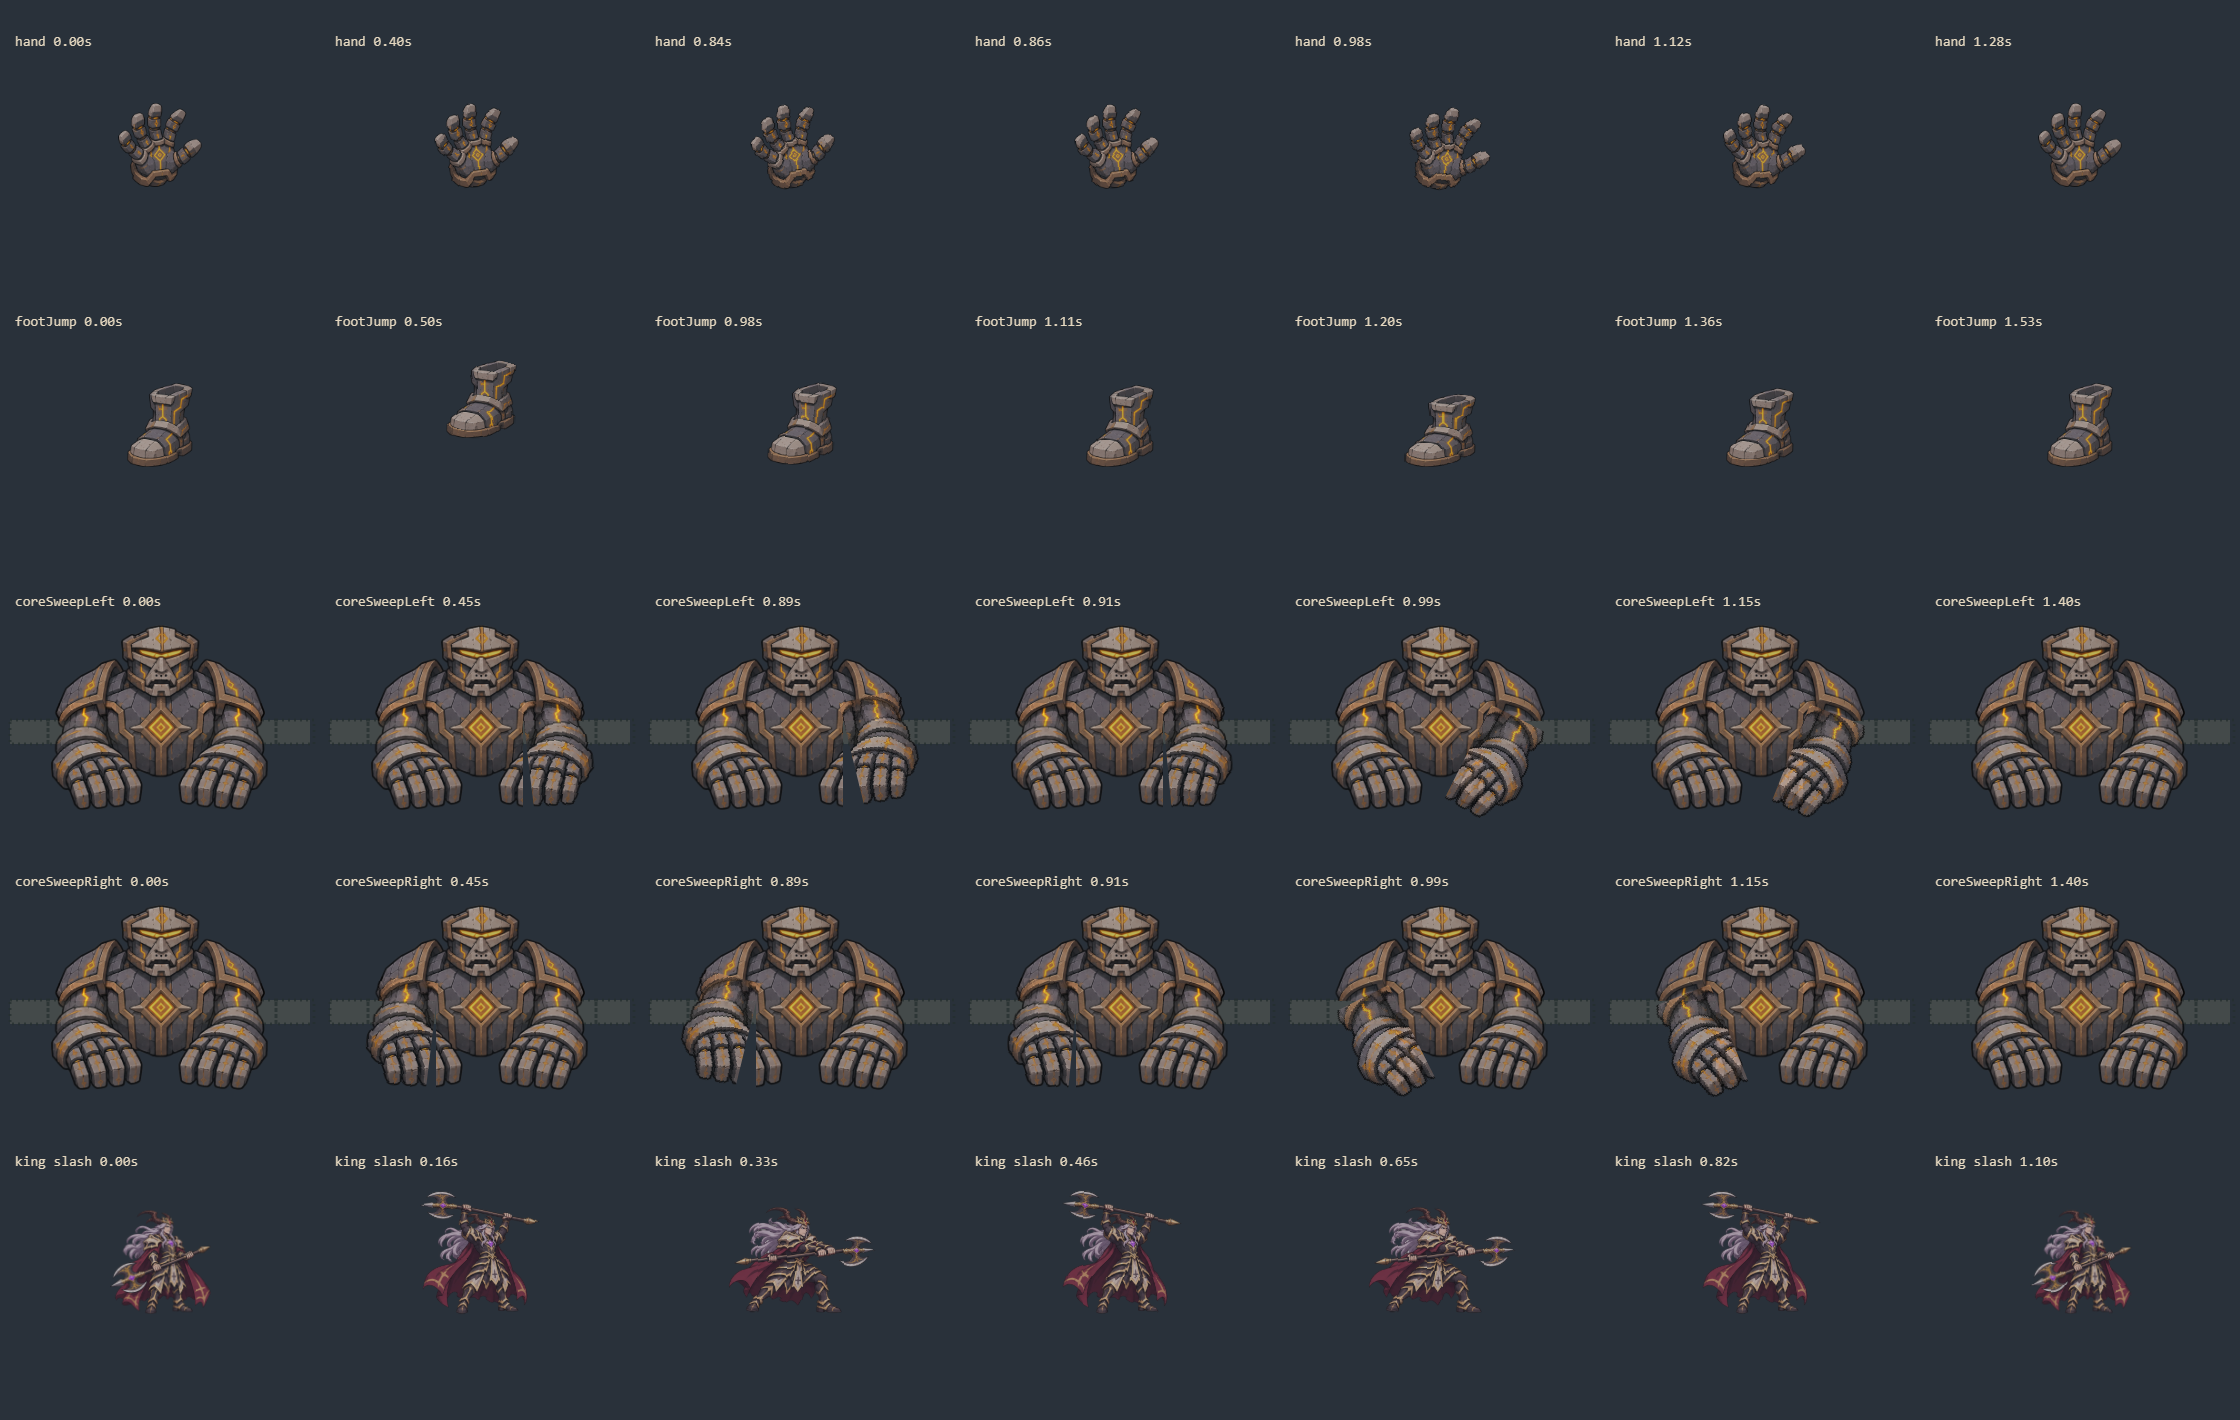 hand 0.00s
hand 0.40s
hand 0.84s
hand 0.86s
hand 0.98s
hand 1.12s
hand 1.28s
footJump 0.00s
footJump 0.50s
footJump 0.98s
footJump 1.11s
footJump 1.20s
footJump 1.36s
footJump 1.53s
coreSweepLeft 0.00s
coreSweepLeft 0.45s
coreSweepLeft 0.89s
coreSweepLeft 0.91s
coreSweepLeft 0.99s
coreSweepLeft 1.15s
coreSweepLeft 1.40s
coreSweepRight 0.00s
coreSweepRight 0.45s
coreSweepRight 0.89s
coreSweepRight 0.91s
coreSweepRight 0.99s
coreSweepRight 1.15s
coreSweepRight 1.40s
king slash 0.00s
king slash 0.16s
king slash 0.33s
king slash 0.46s
king slash 0.65s
king slash 0.82s
king slash 1.10s